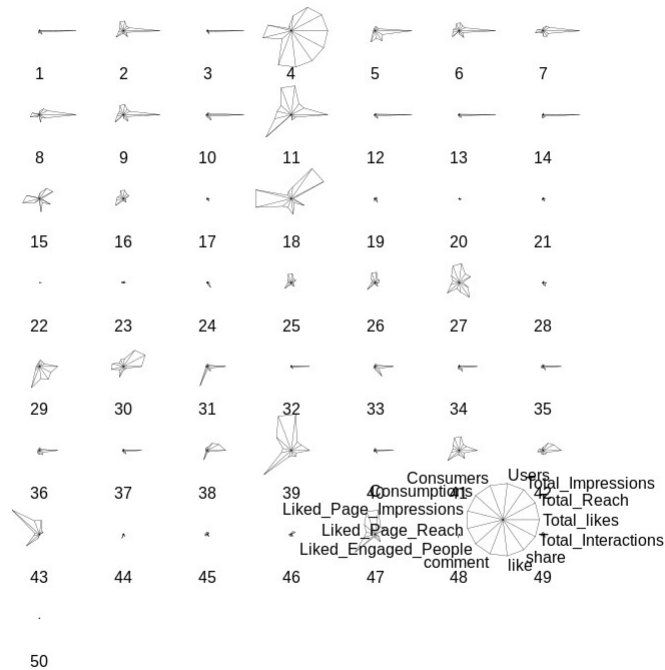 1 2 3 4 5 6 7
8 9 10 11 12 13 14
15 16 17 18 19 20 21
22 23 24 25 26 27 28
29 30 31 32 33 34 35
36 37 38 39 40 41 42
Consumers Users
Consumptions Total_Impressions
Liked_Page_Impressions Total_Reach
Liked_Page_Reach Total_likes
Liked_Engaged_People Total_Interactions
comment like share
43 44 45 46 47 48 49
50